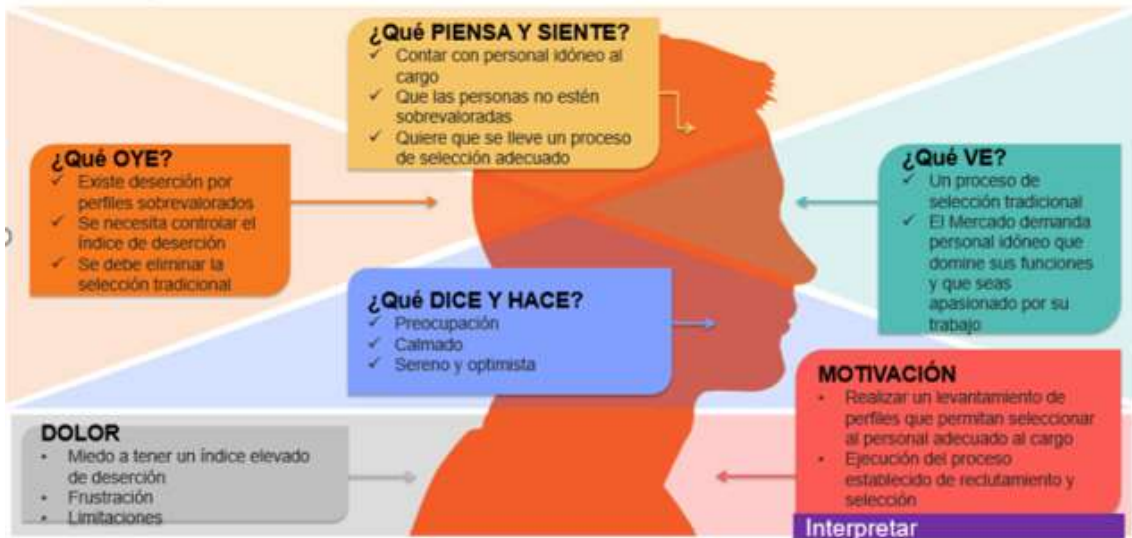 ¿Qué PIENSA Y SIENTE?
✓ Contar con personal idóneo al
cargo
✓ Que las personas no estén
sobrevaloradas
✓ Quiere que se lleve un proceso
de selección adecuado
¿Qué OYE?
✓ Existe deserción por
perfiles sobrevalorados
✓ Se necesita controlar el
índice de deserción
✓ Se debe eliminar la
selección tradicional
¿Qué VE?
✓ Un proceso de
selección tradicional
✓ El Mercado demanda
personal idóneo que
domine sus funciones
y que seas
apasionado por su
trabajo
¿Qué DICE Y HACE?
✓ Preocupación
✓ Calmado
✓ Sereno y optimista
DOLOR
• Miedo a tener un índice elevado
de deserción
• Frustración
• Limitaciones
MOTIVACIÓN
• Realizar un levantamiento de
perfiles que permitan seleccionar
al personal adecuado al cargo
• Ejecución del proceso
establecido de reclutamiento y
selección
Interpretar